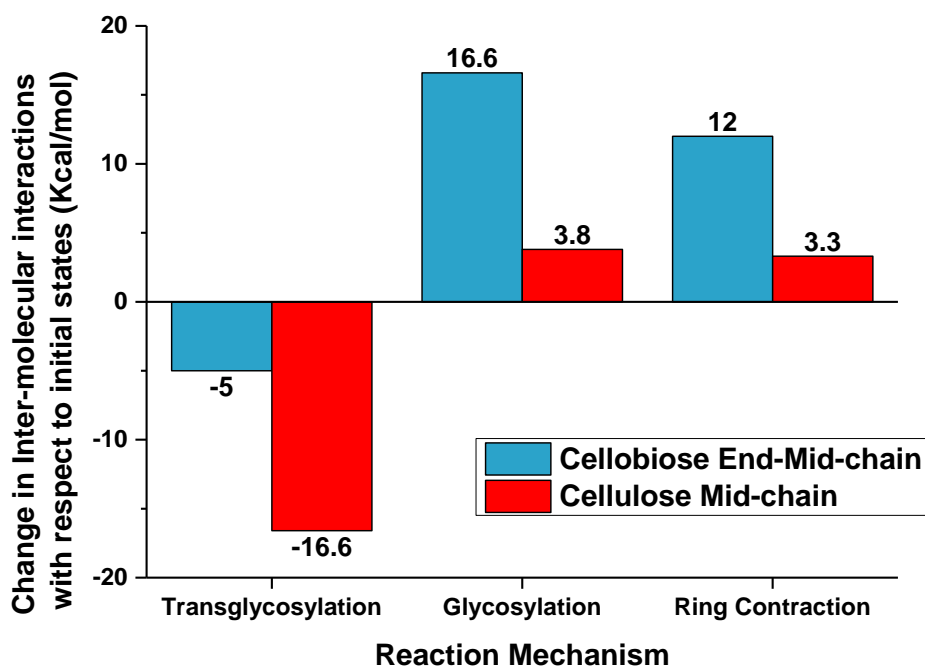 Change in Inter-molecular interactions
with respect to initial states (Kcal/mol)
20
10
0
-10
-20
-5
-16.6
16.6
3.8
12
3.3
Cellobiose End-Mid-chain
Cellulose Mid-chain
Transglycosylation
Glycosylation
Ring Contraction
Reaction Mechanism